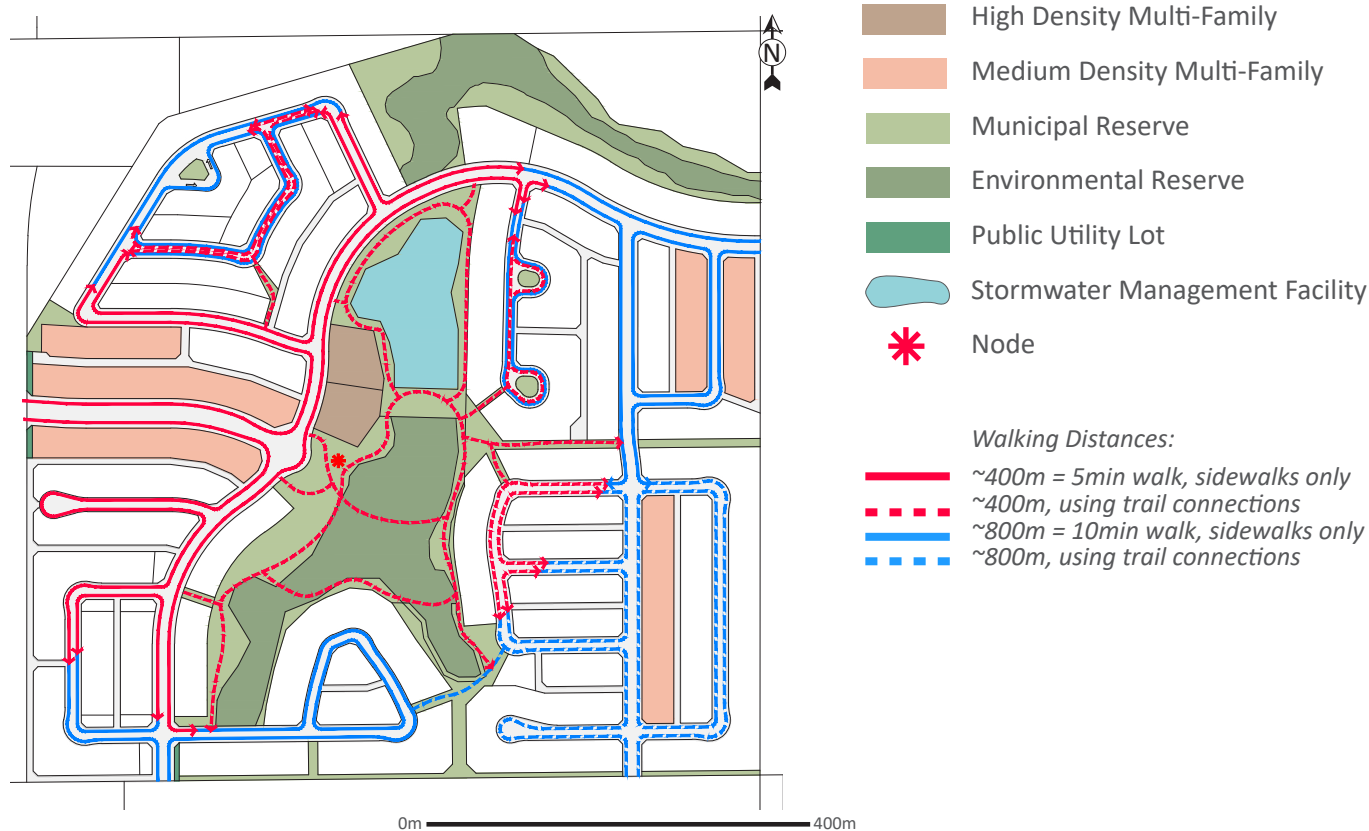 N
High Density Multi-Family
Medium Density Multi-Family
Municipal Reserve
Environmental Reserve
Public Utility Lot
Stormwater Management Facility
Node
Walking Distances:
~400m = 5min walk, sidewalks only
~400m, using trail connections
~800m = 10min walk, sidewalks only
~800m, using trail connections
0m 400m